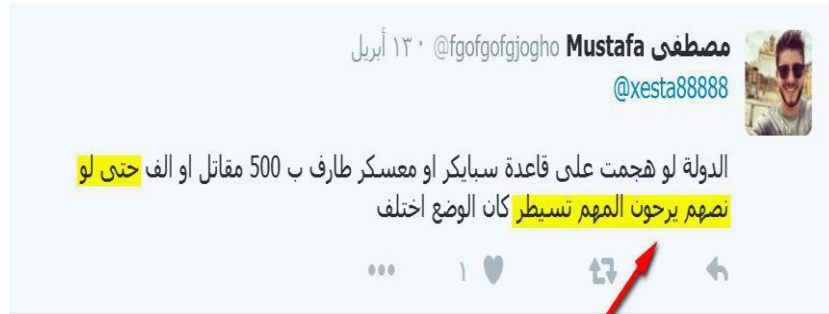 مصطفى Mustafa @fgofgofgjogho · ١٣ أبريل
@xesta88888
الدولة لو هجمت على قاعدة سبايكر او معسكر طارف ب 500 مقاتل او الف حتى لو
نصهم يرحون المهم تسيطر كان الوضع اختلف
١